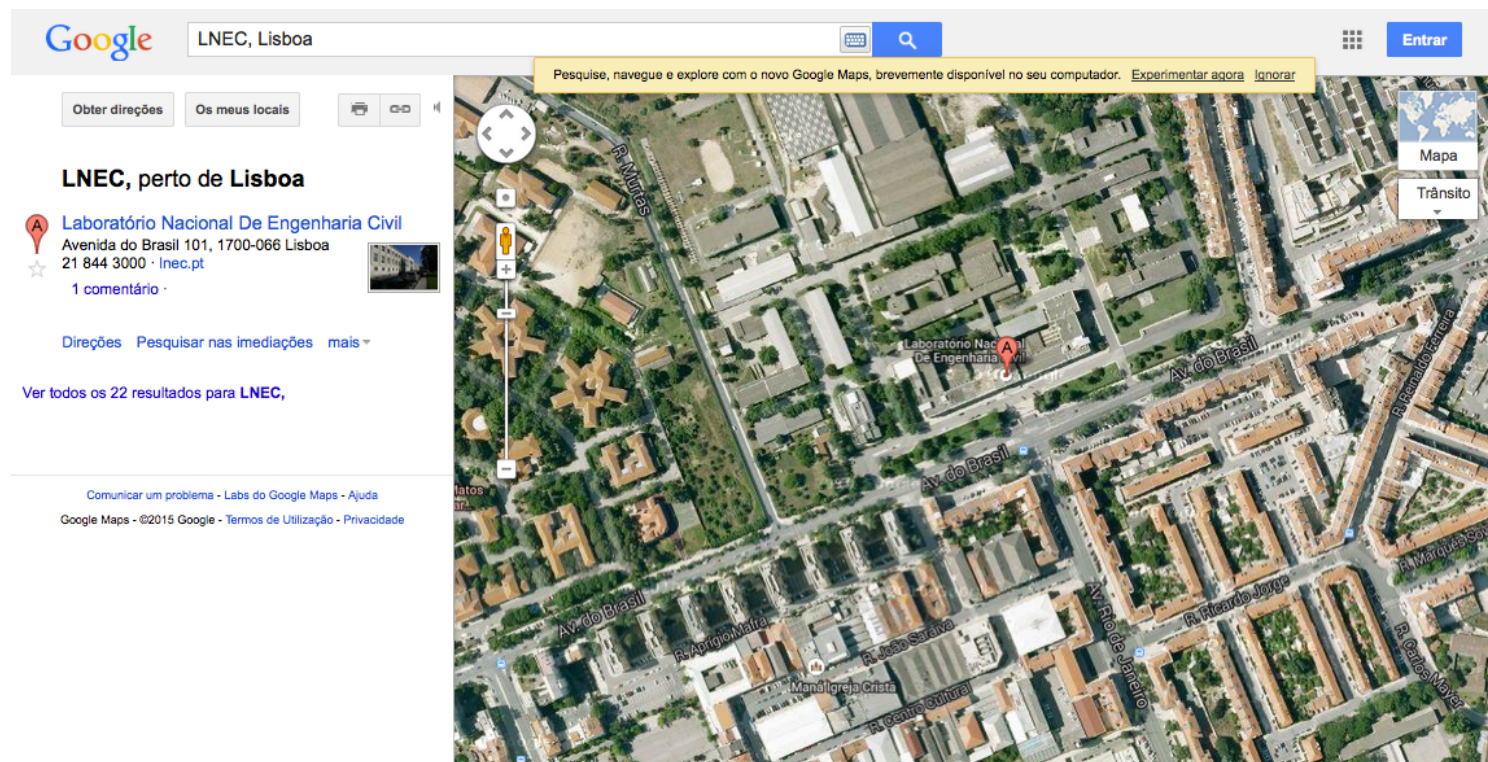 Google
LNEC, Lisboa
Entrar
Pesquise, navegue e explore com o novo Google Maps, brevemente disponível no seu computador. Experimentar agora Ignorar
Obter direções
Os meus locais
LNEC, perto de Lisboa
A
Laboratório Nacional De Engenharia Civil
Avenida do Brasil 101, 1700-066 Lisboa
21 844 3000 · lnec.pt
1 comentário ·
Direções Pesquisar nas imediações mais
Ver todos os 22 resultados para LNEC,
Comunicar um problema - Labs do Google Maps - Ajuda
Google Maps - ©2015 Google - Termos de Utilização - Privacidade
Mapa
Trânsito
R. Murtas
A
Laboratório Nacional
De Engenharia Civil
Av. do Brasil
R. Reinaldo Ferreira
Av. do Brasil
Matos
Av. do Brasil
R. Aprígio Mafra
R. João Saraiva
Maná Igreja Cristã
R. Centro Cultural
Av. Rio de Janeiro
R. Ricardo Jorge
R. Marquês
R. Carlos Mayer